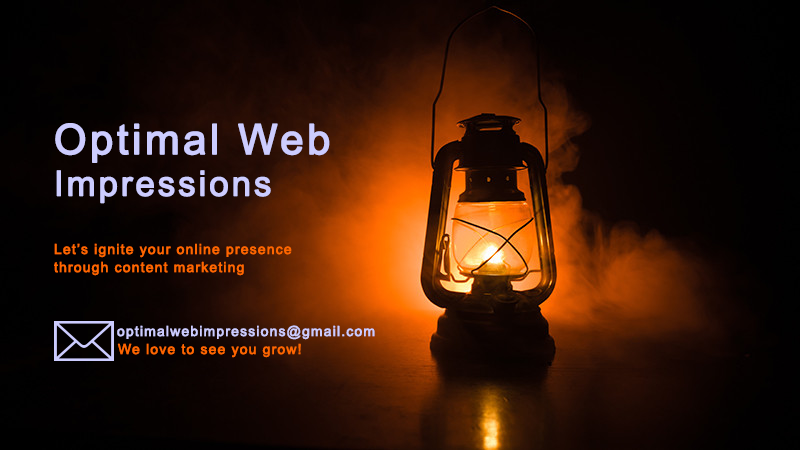 Optimal Web
Impressions
Let's ignite your online presence
through content marketing
optimalwebimpressions@gmail.com
We love to see you grow!